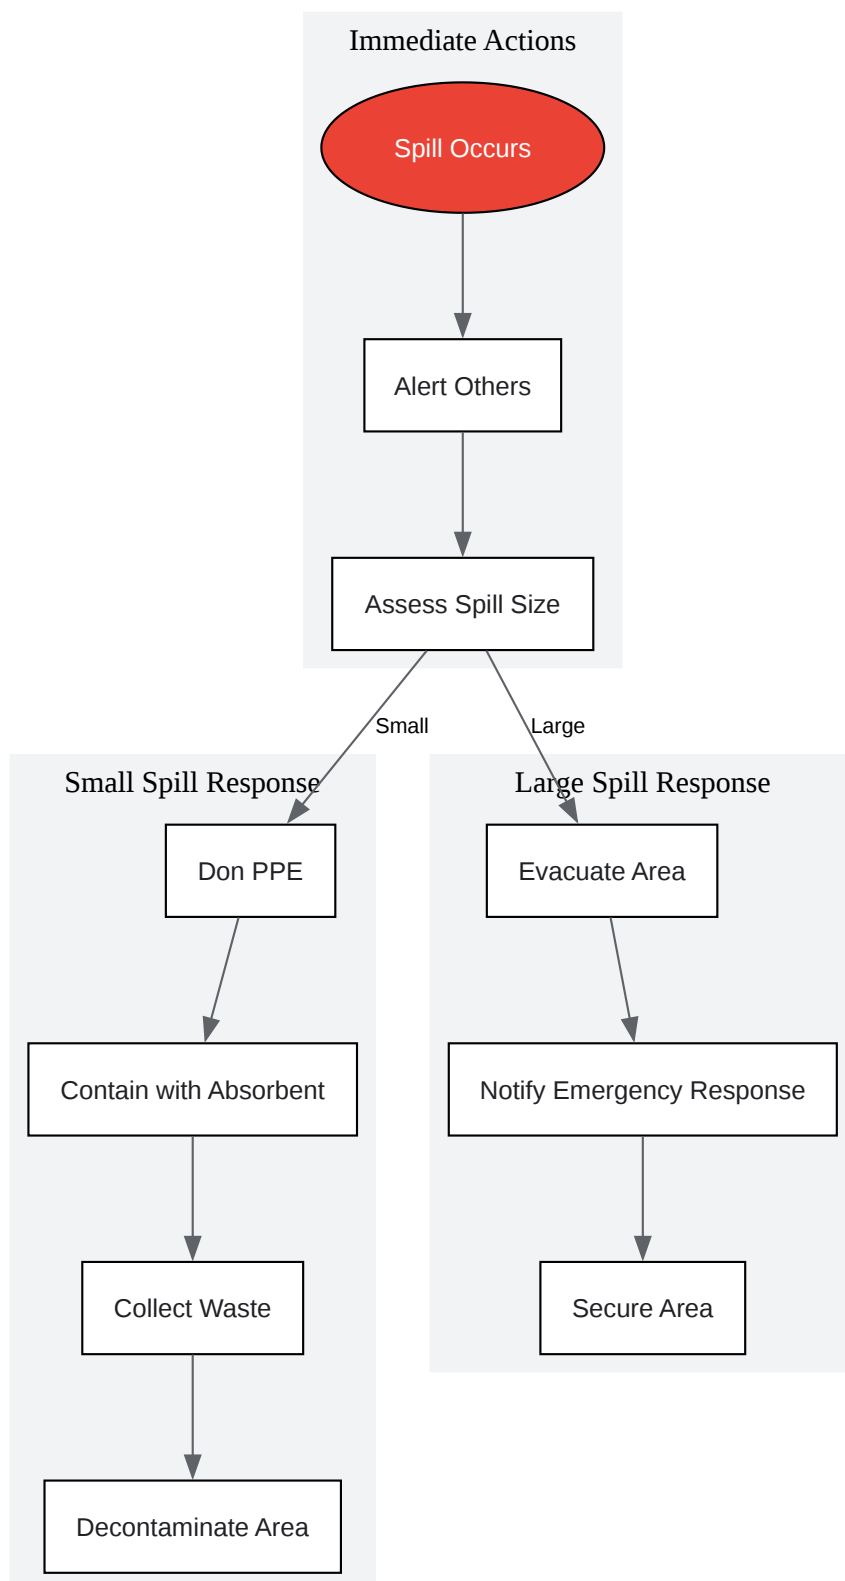 Immediate Actions
Spill Occurs
Alert Others
Assess Spill Size
Small
Large
Small Spill Response
Don PPE
Contain with Absorbent
Collect Waste
Decontaminate Area
Large Spill Response
Evacuate Area
Notify Emergency Response
Secure Area